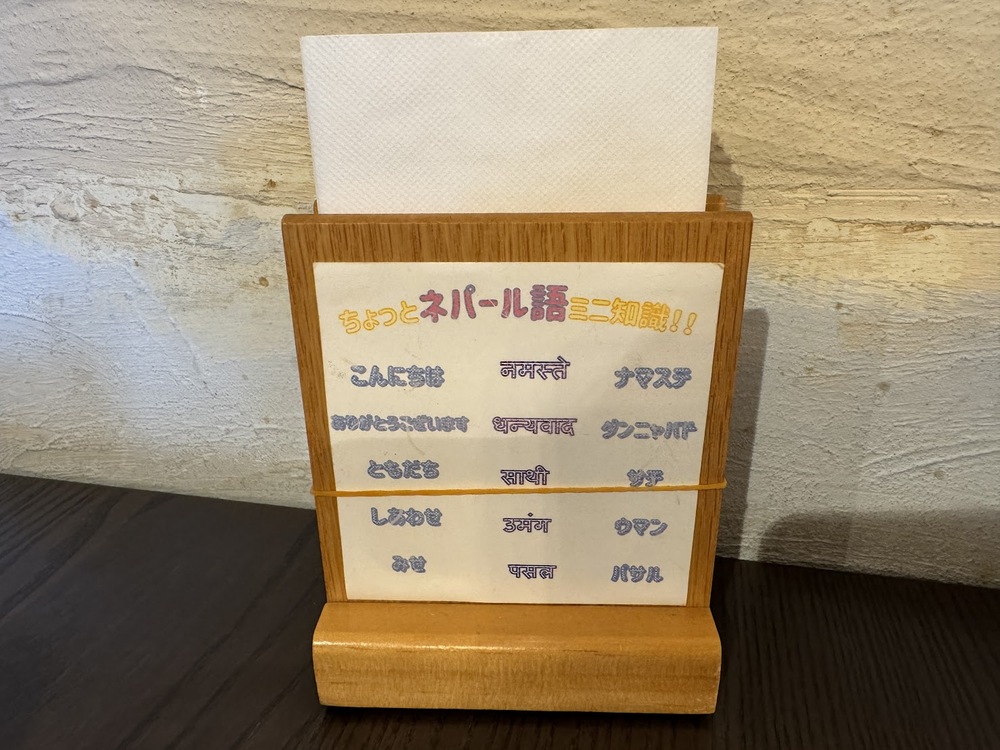 ちょっとネパール語ミニ知識!!
こんにちは नमस्ते ナマステ
ありがとうございます धन्यवाद ダンニャバド
ともだち साथी サチ
しあわせ उमंग ウマン
みせ पसल パサル